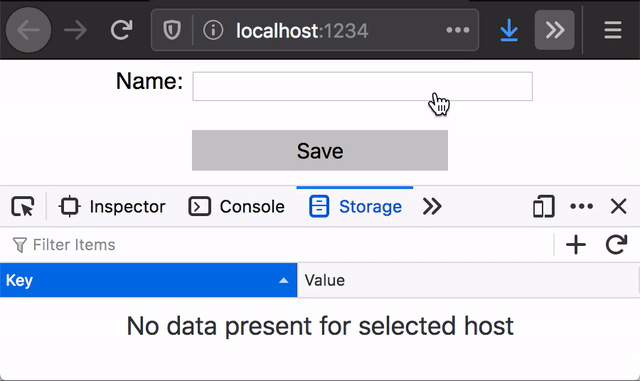 localhost:1234
Name:
Save
Inspector Console Storage
Filter Items
Key Value
No data present for selected host